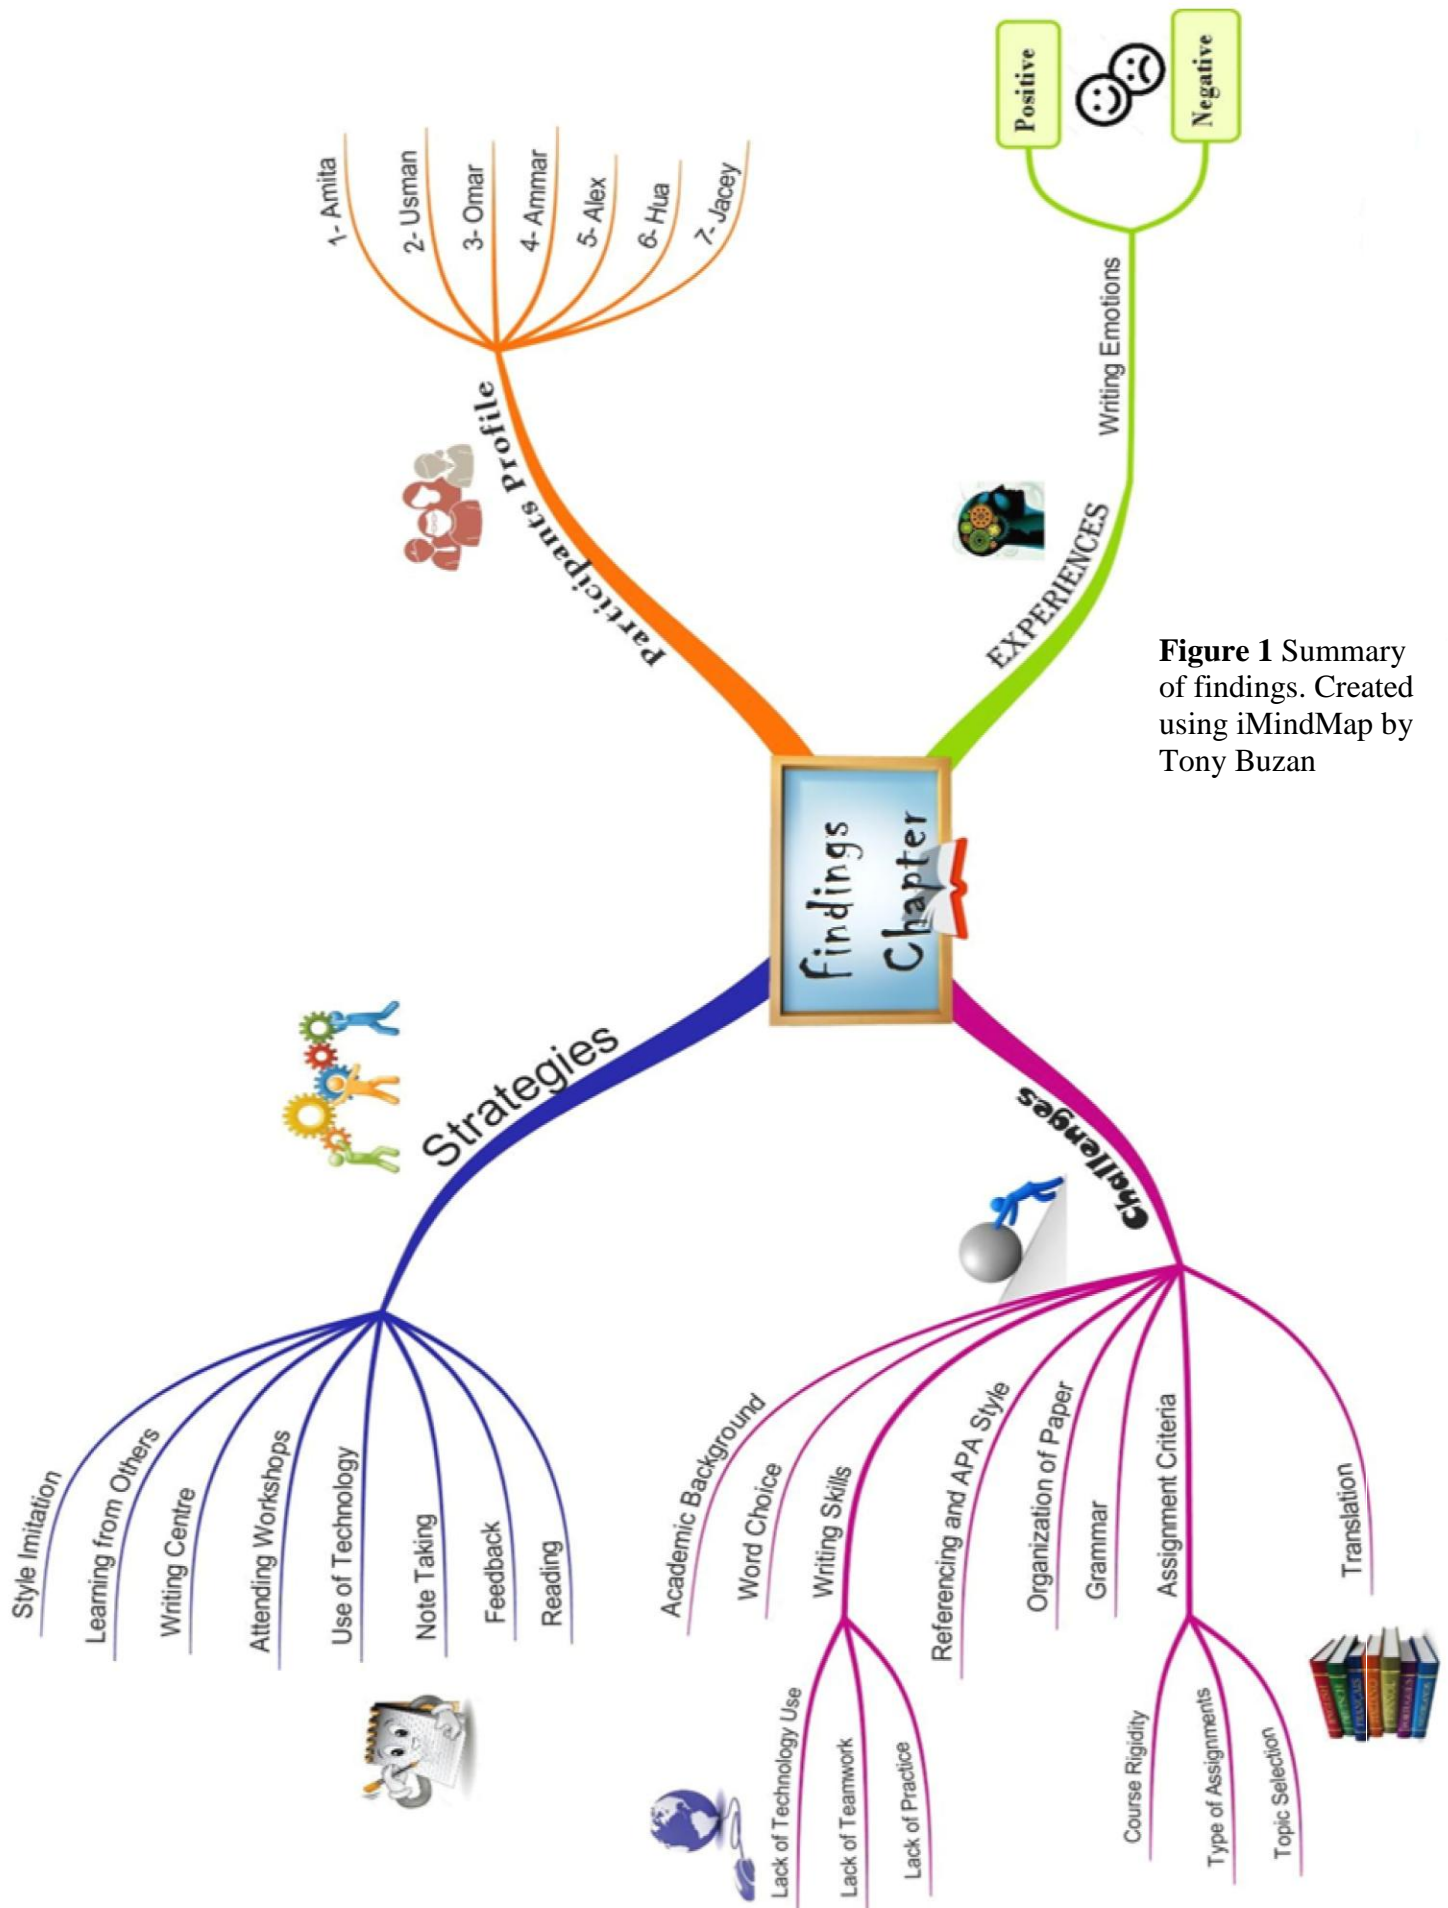 Findings
Chapter
Participants Profile
1- Amita
2- Usman
3- Omar
4- Ammar
5- Alex
6- Hua
7- Jacey
EXPERIENCES
Writing Emotions
Positive
Negative
Strategies
Style Imitation
Learning from Others
Writing Centre
Attending Workshops
Use of Technology
Note Taking
Feedback
Reading
Challenges
Academic Background
Word Choice
Writing Skills
Lack of Technology Use
Lack of Teamwork
Lack of Practice
Referencing and APA Style
Organization of Paper
Grammar
Assignment Criteria
Course Rigidity
Type of Assignments
Topic Selection
Translation
ENGLISH
FRENCH
FRANÇAIS
Figure 1 Summary
of findings. Created
using iMindMap by
Tony Buzan